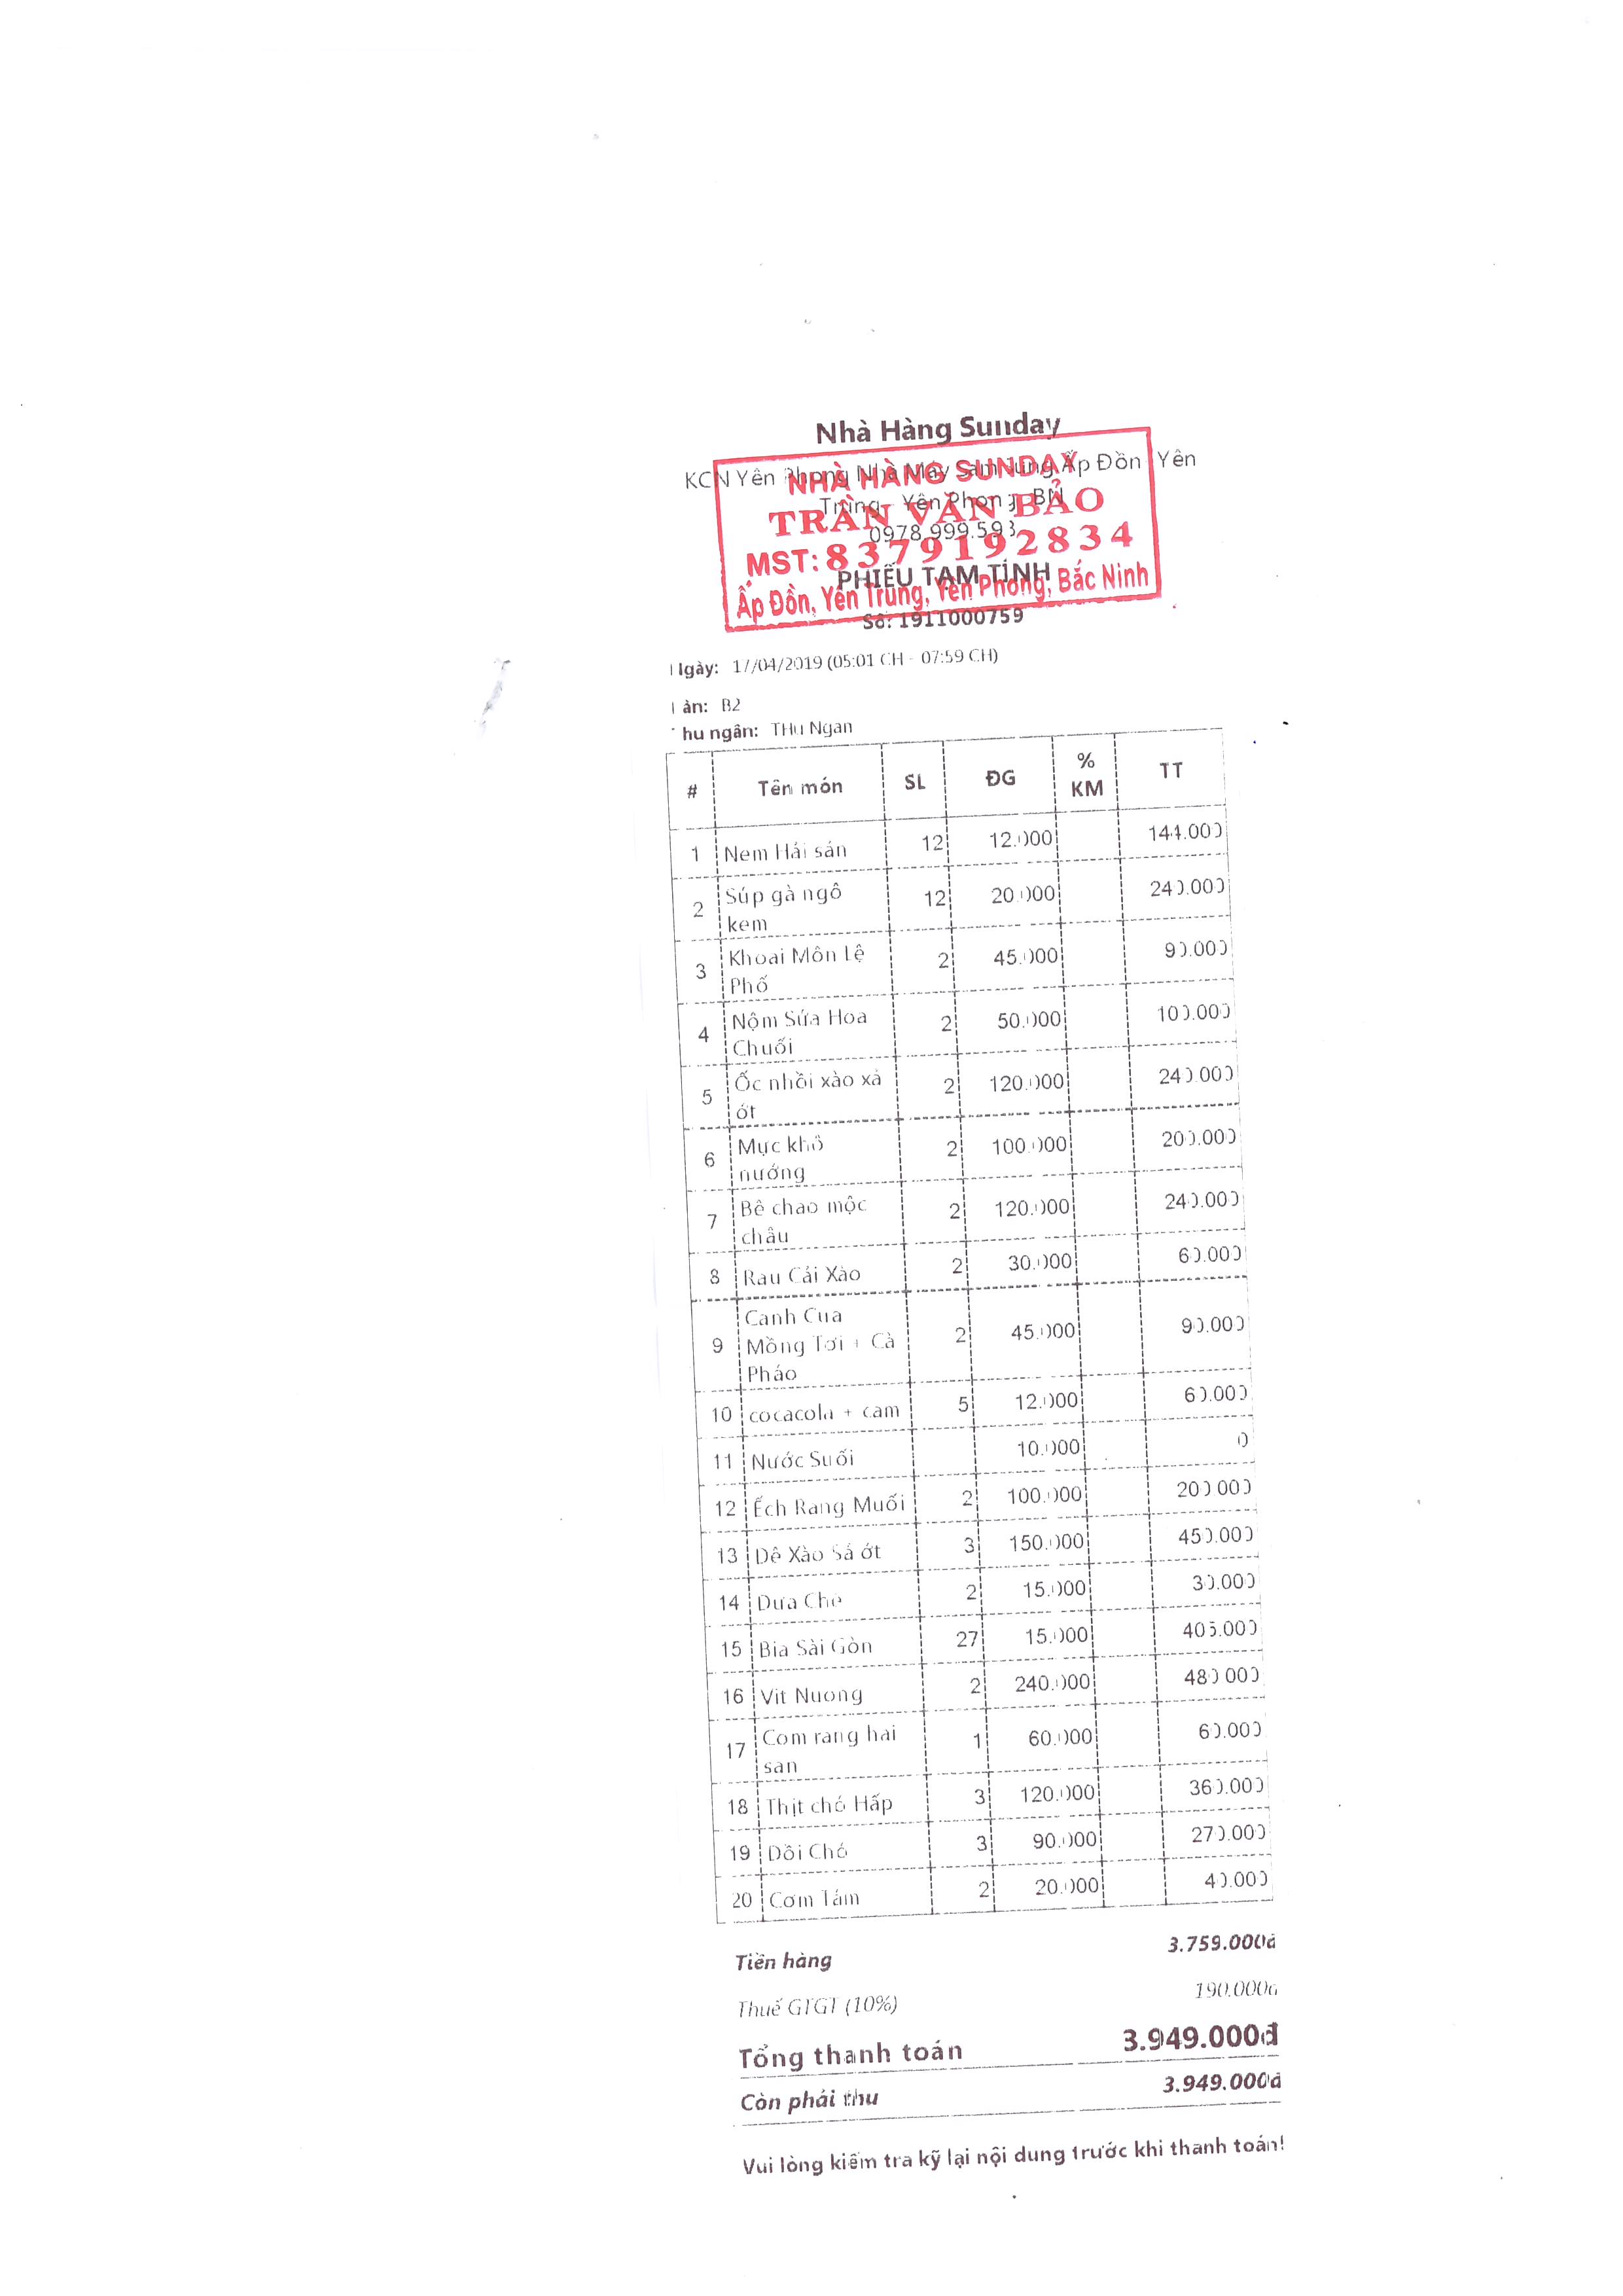 Nhà Hàng Sunday
KCN Yên Phong Nhà Máy Sam Sung Ấp Đồn Yên
Trung - Yên Phong BN
0978.999.593
PHIẾU TẠM TÍNH
Số: 1911000759
NHÀ HÀNG SUNDAY
TRẦN VĂN BẢO
MST: 8379192834
Ấp Đồn, Yên Trung, Yên Phong, Bắc Ninh
Ngày: 17/04/2019 (05:01 CH - 07:59 CH)
àn: B2
hu ngân: THu Ngan
# Tên món SL ĐG % KM TT
1 Nem Hải sản 12 12.000 144.000
2 Súp gà ngô 12 20.000 240.000
kem
3 Khoai Môn Lệ 2 45.000 90.000
Phố
4 Nộm Sứa Hoa 2 50.000 100.000
Chuối
5 Ốc nhồi xào xả 2 120.000 240.000
ớt
6 Mực khô 2 100.000 200.000
nướng
7 Bê chao mộc 2 120.000 240.000
châu
8 Rau Cải Xào 2 30.000 60.000
9 Canh Cua 2 45.000 90.000
Mồng Tơi + Cà
Pháo
10 cocacola + cam 5 12.000 60.000
11 Nước Suối 10.000 0
12 Ếch Rang Muối 2 100.000 200.000
13 Dê Xào Sả ớt 3 150.000 450.000
14 Dưa Che 2 15.000 30.000
15 Bia Sài Gòn 27 15.000 405.000
16 Vit Nuong 2 240.000 480.000
17 Com rang hai 1 60.000 60.000
san
18 Thịt chó Hấp 3 120.000 360.000
19 Dồi Chó 3 90.000 270.000
20 Cơm Tám 2 20.000 40.000
Tiền hàng 3.759.000đ
Thuế GTGT (10%) 190.000đ
Tổng thanh toán 3.949.000đ
Còn phải thu 3.949.000đ
Vui lòng kiểm tra kỹ lại nội dung trước khi thanh toán!